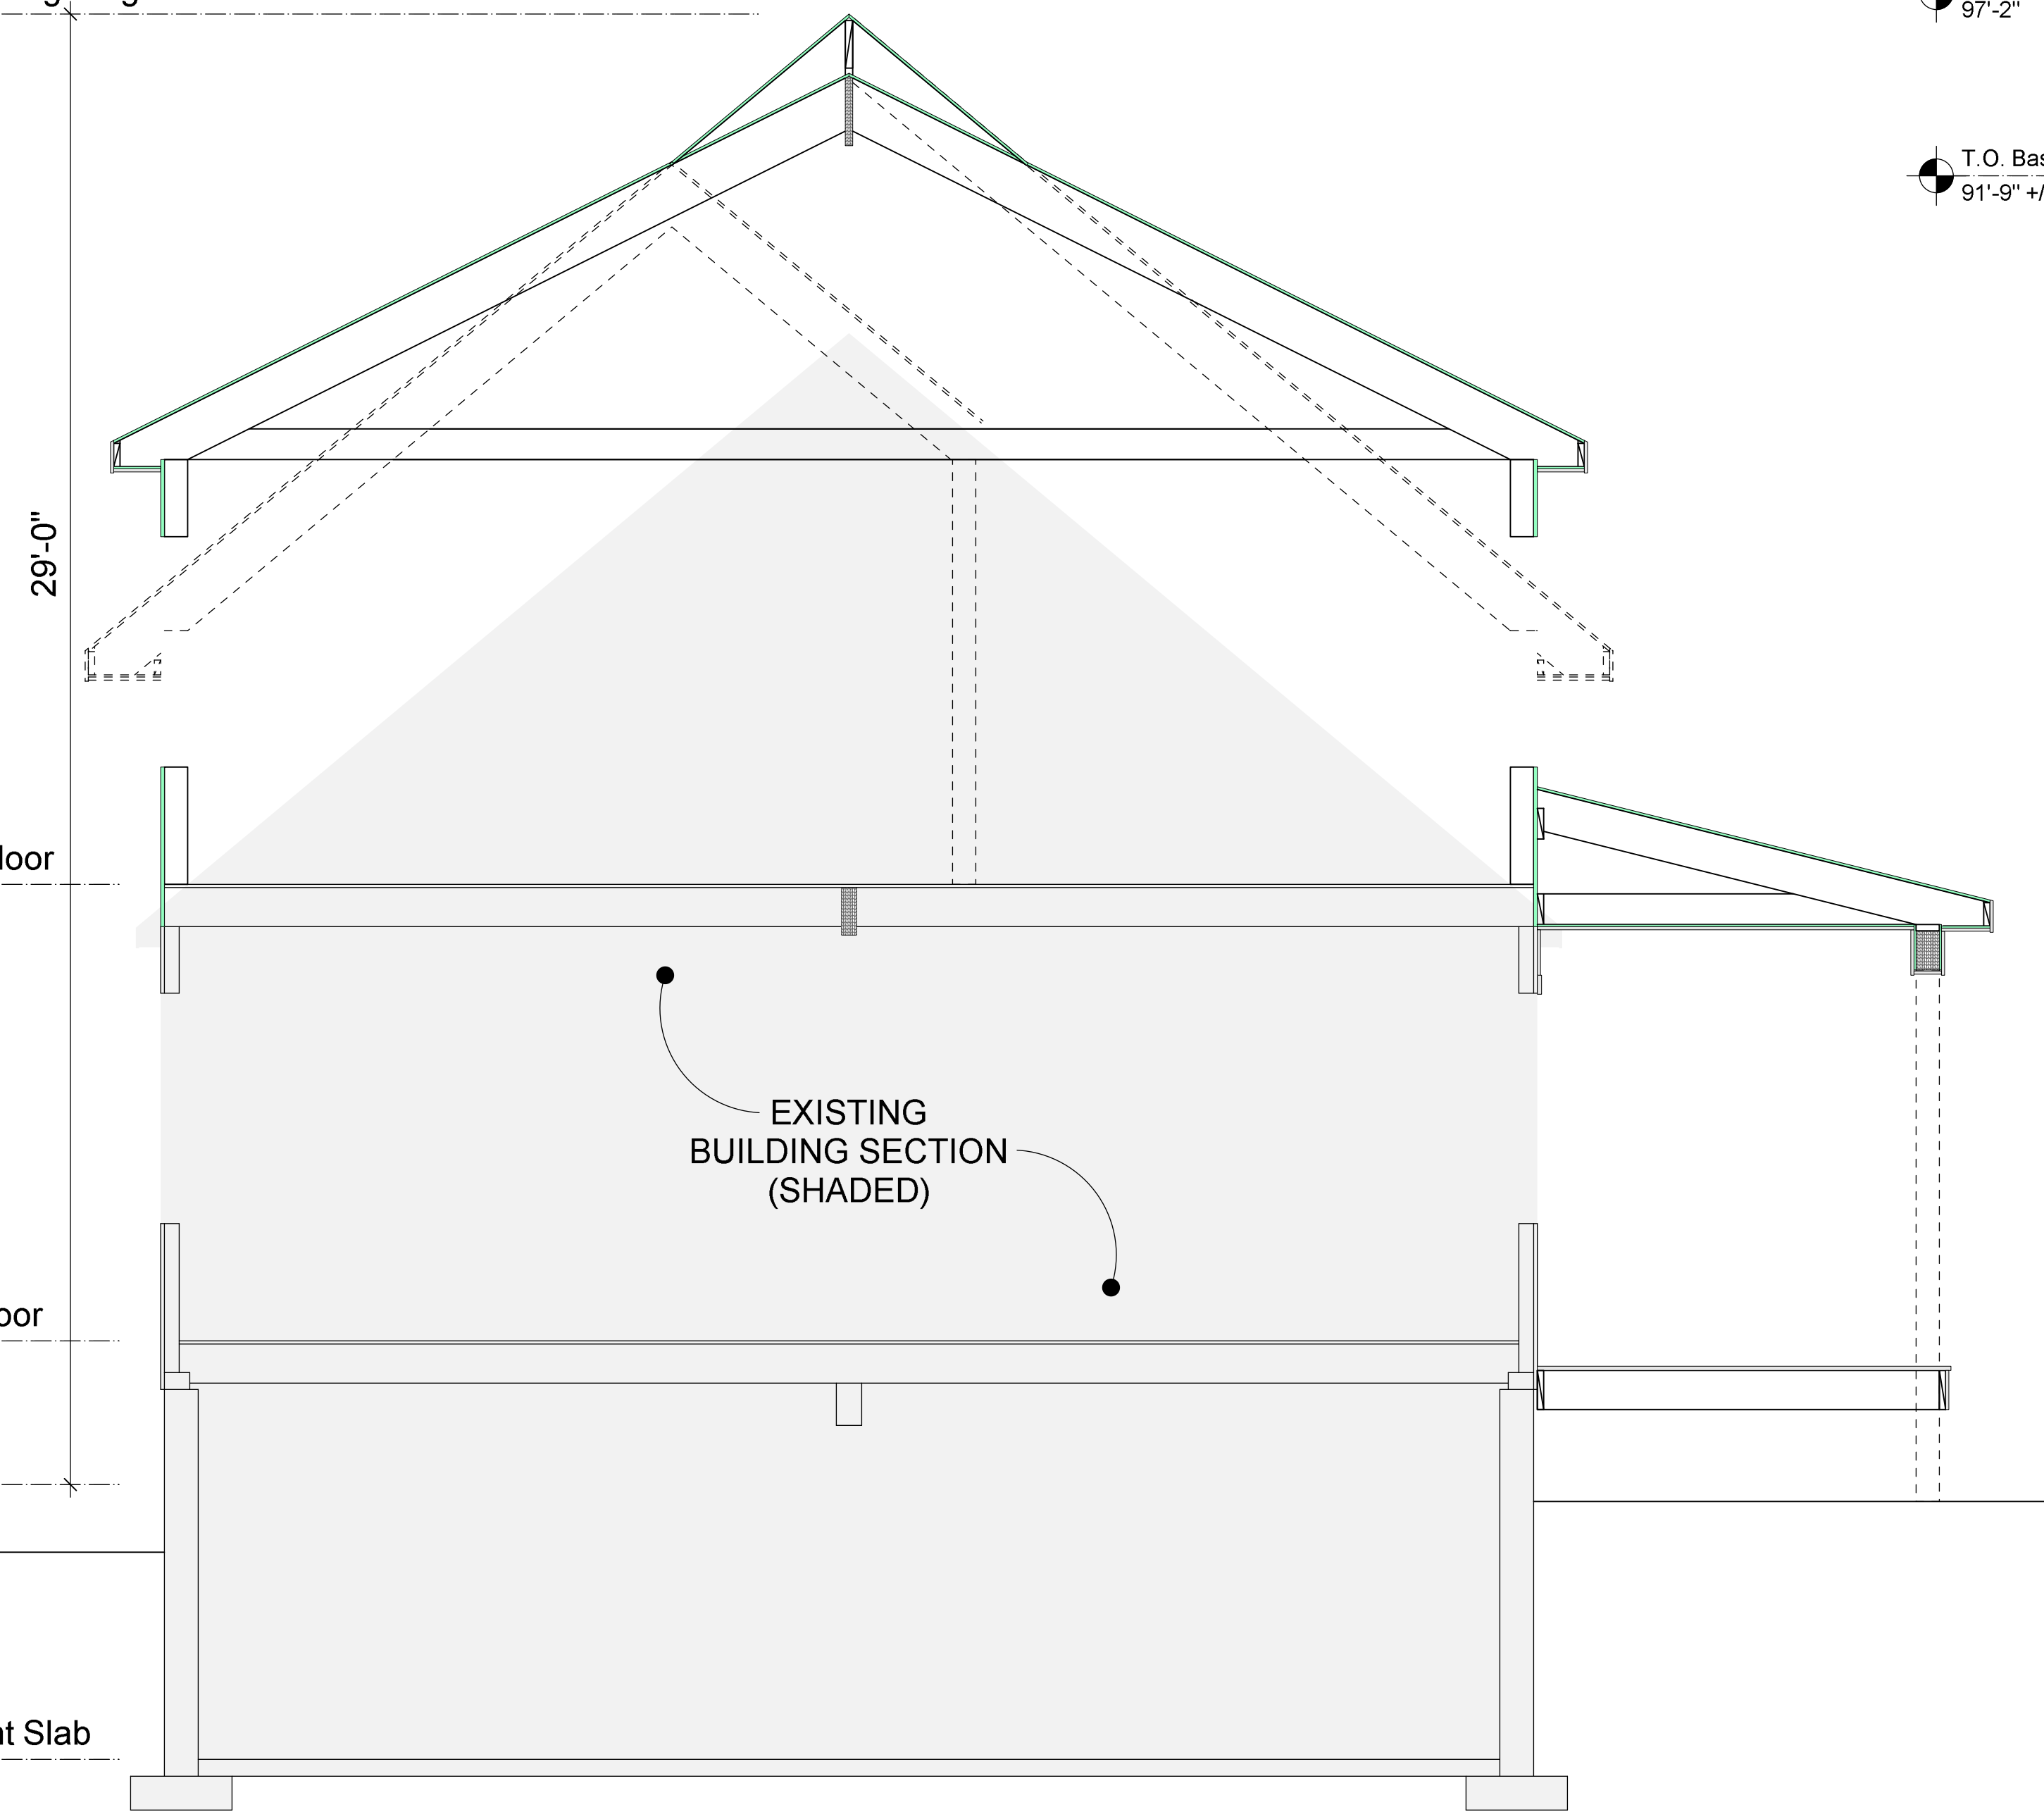 97'-2"
T.O. Bas
91'-9" +/
29'-0"
loor
EXISTING
BUILDING SECTION
(SHADED)
oor
t Slab